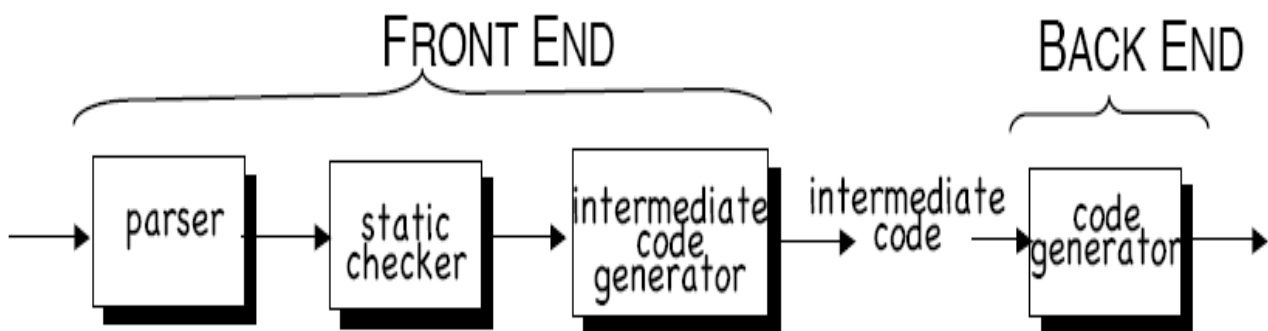 FRONT END
BACK END
parser
static
checker
intermediate
code
generator
intermediate
code
code
generator